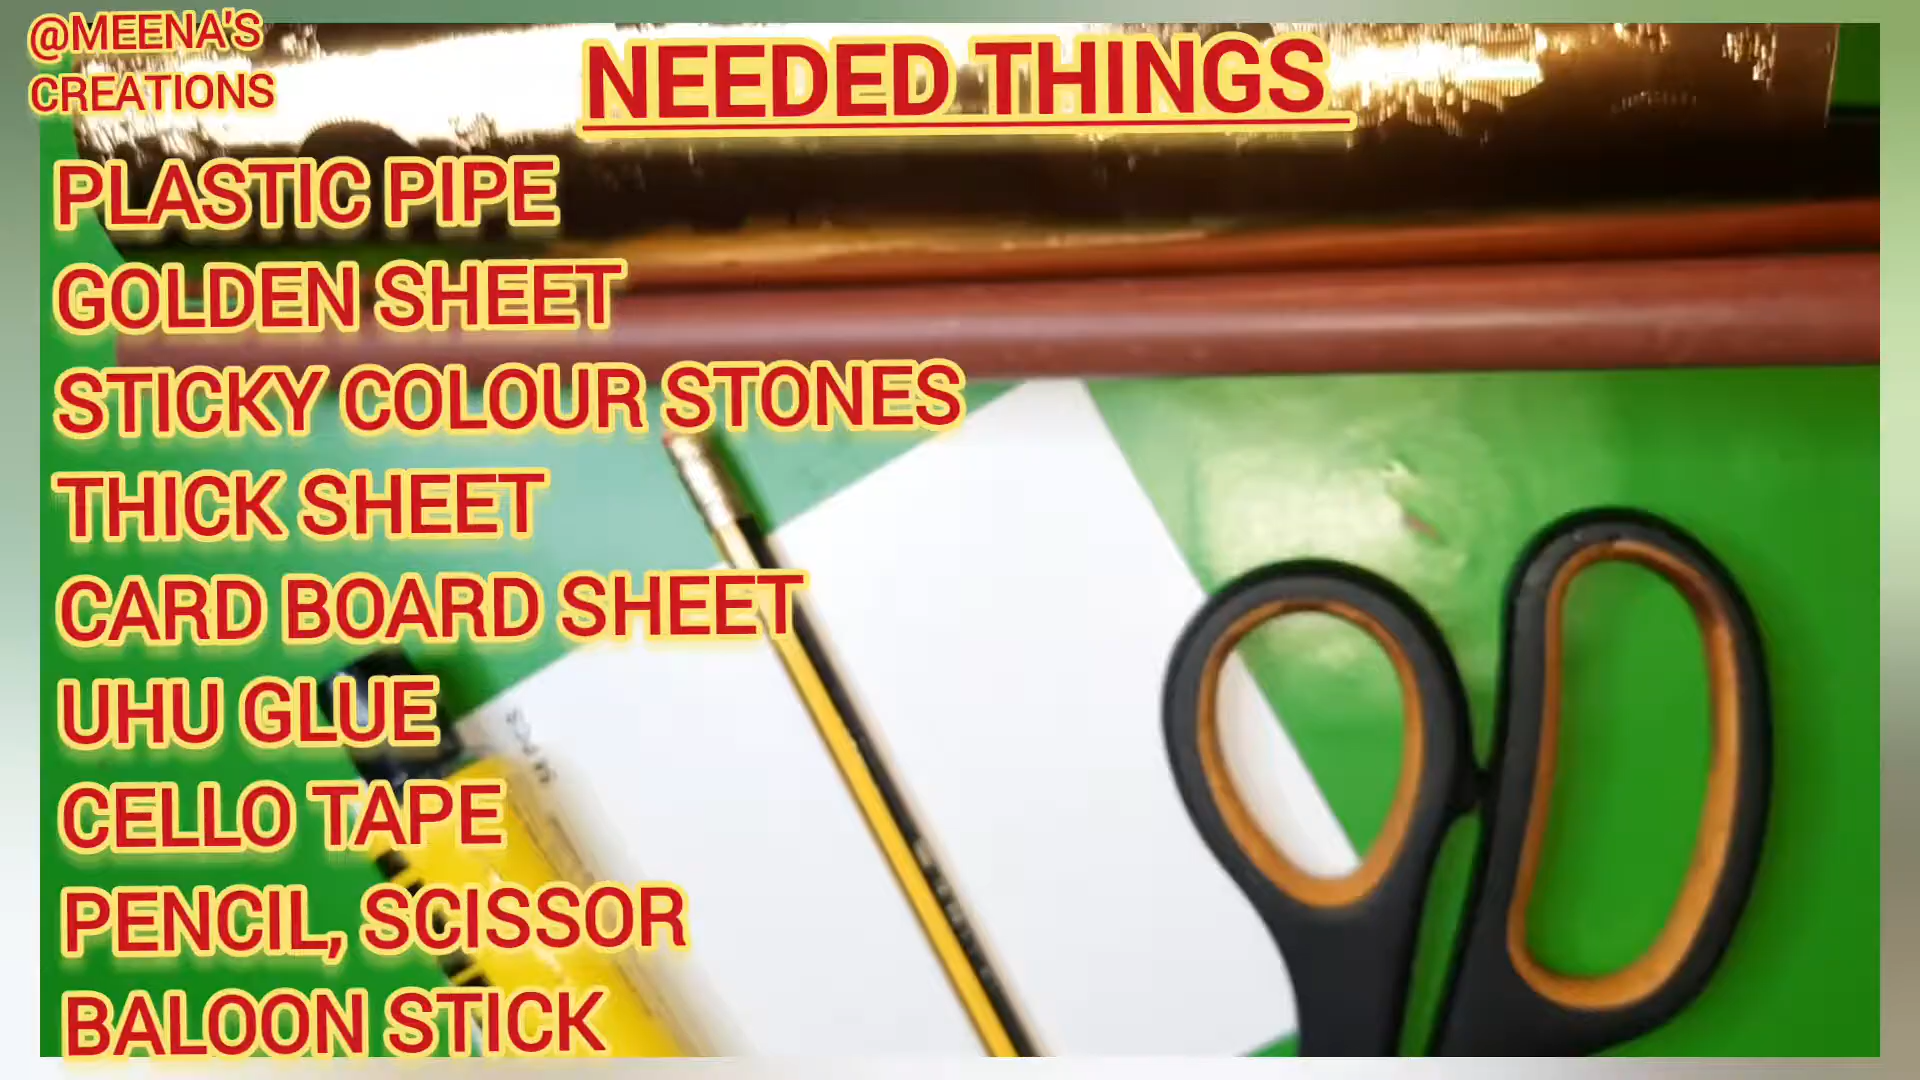 @MEENA'S
CREATIONS
NEEDED THINGS
PLASTIC PIPE
GOLDEN SHEET
STICKY COLOUR STONES
THICK SHEET
CARD BOARD SHEET
UHU GLUE
CELLO TAPE
PENCIL, SCISSOR
BALOON STICK